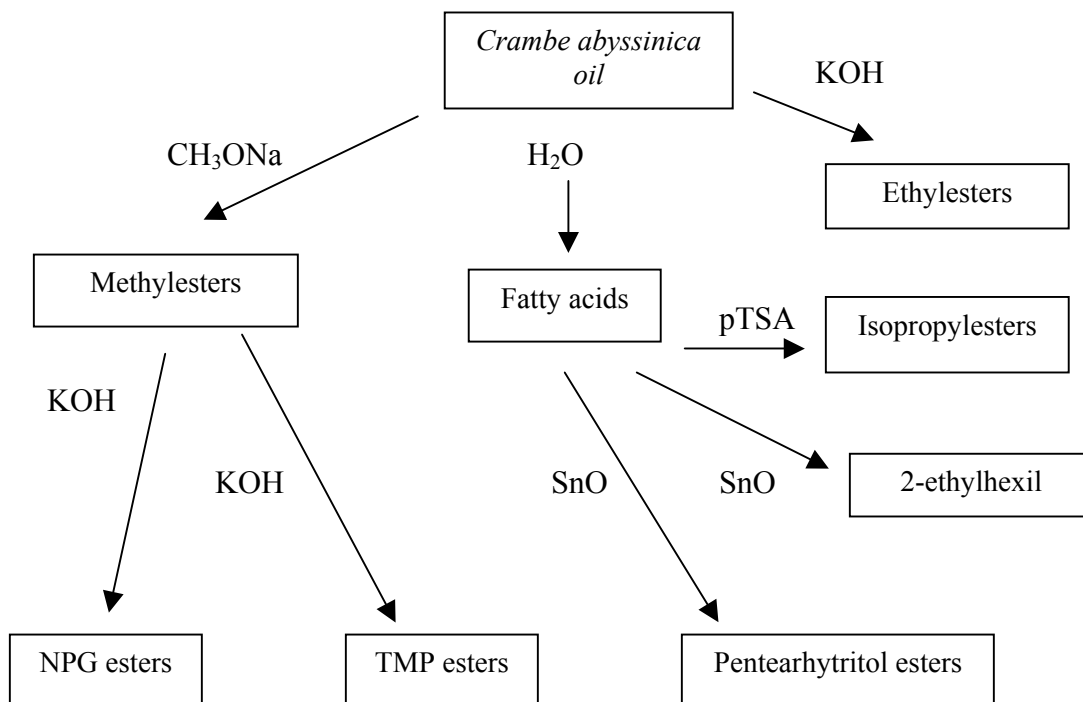 Crambe abyssinica
oil
KOH
CH₃ONa
H₂O
Ethylesters
Methylesters
Fatty acids
pTSA
Isopropylesters
KOH
KOH
SnO
SnO
2-ethylhexil
NPG esters
TMP esters
Pentearhytritol esters